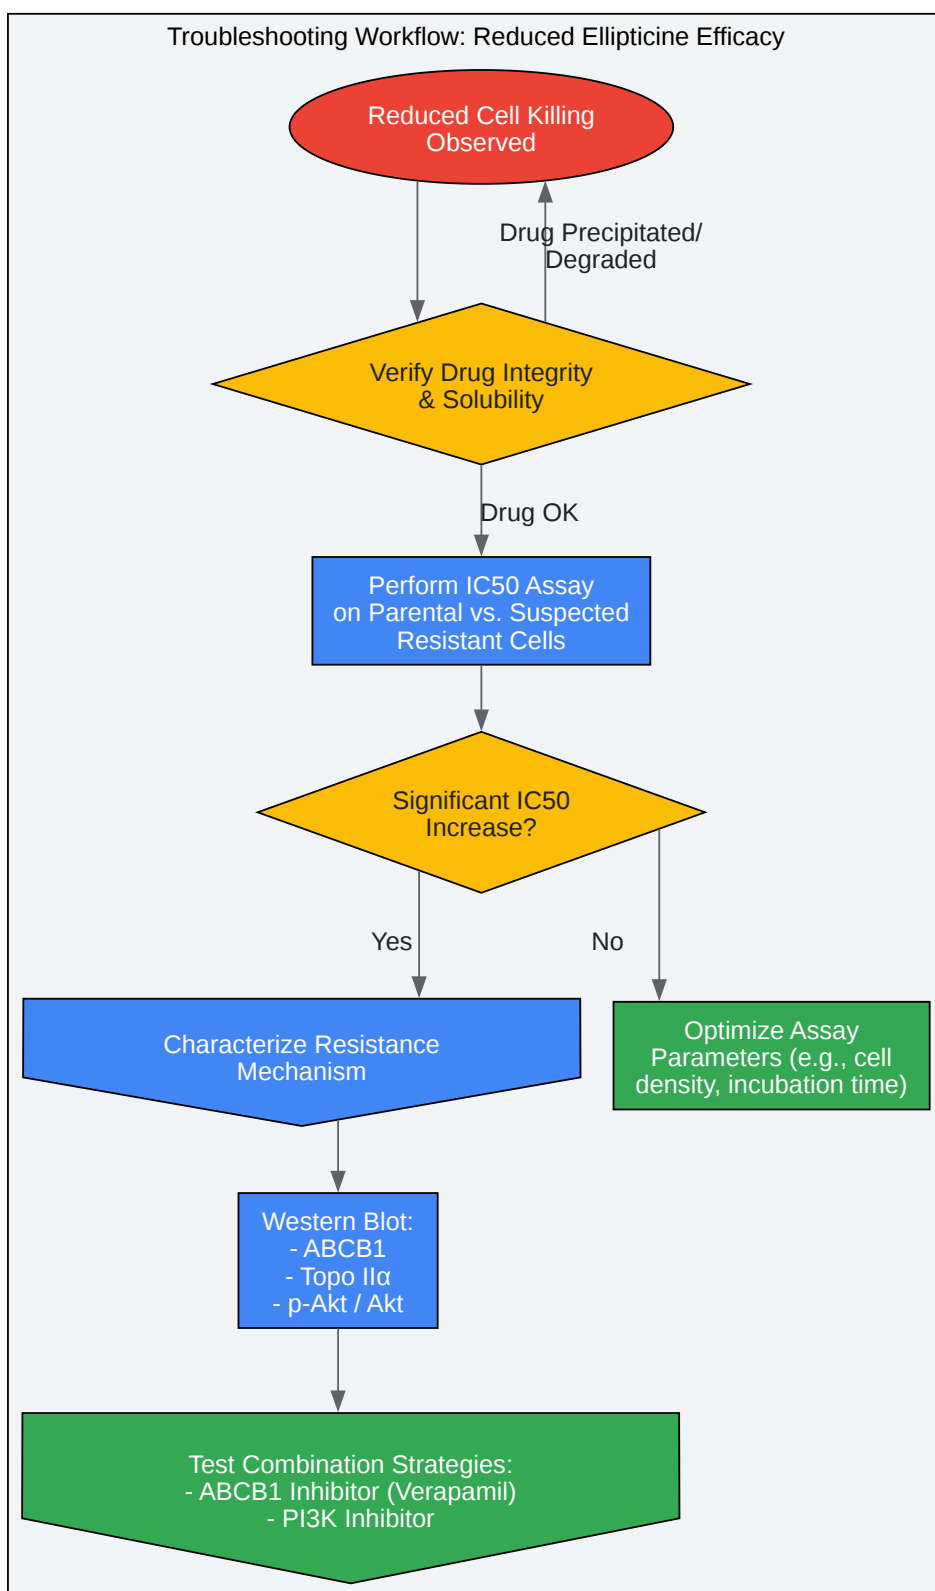 Troubleshooting Workflow: Reduced Ellipticine Efficacy
Reduced Cell Killing
Observed
Drug Precipitated/
Degraded
Verify Drug Integrity
& Solubility
Drug OK
Perform IC50 Assay
on Parental vs. Suspected
Resistant Cells
Significant IC50
Increase?
Yes
No
Characterize Resistance
Mechanism
Optimize Assay
Parameters (e.g., cell
density, incubation time)
Western Blot:
- ABCB1
- Topo IIα
- p-Akt / Akt
Test Combination Strategies:
- ABCB1 Inhibitor (Verapamil)
- PI3K Inhibitor